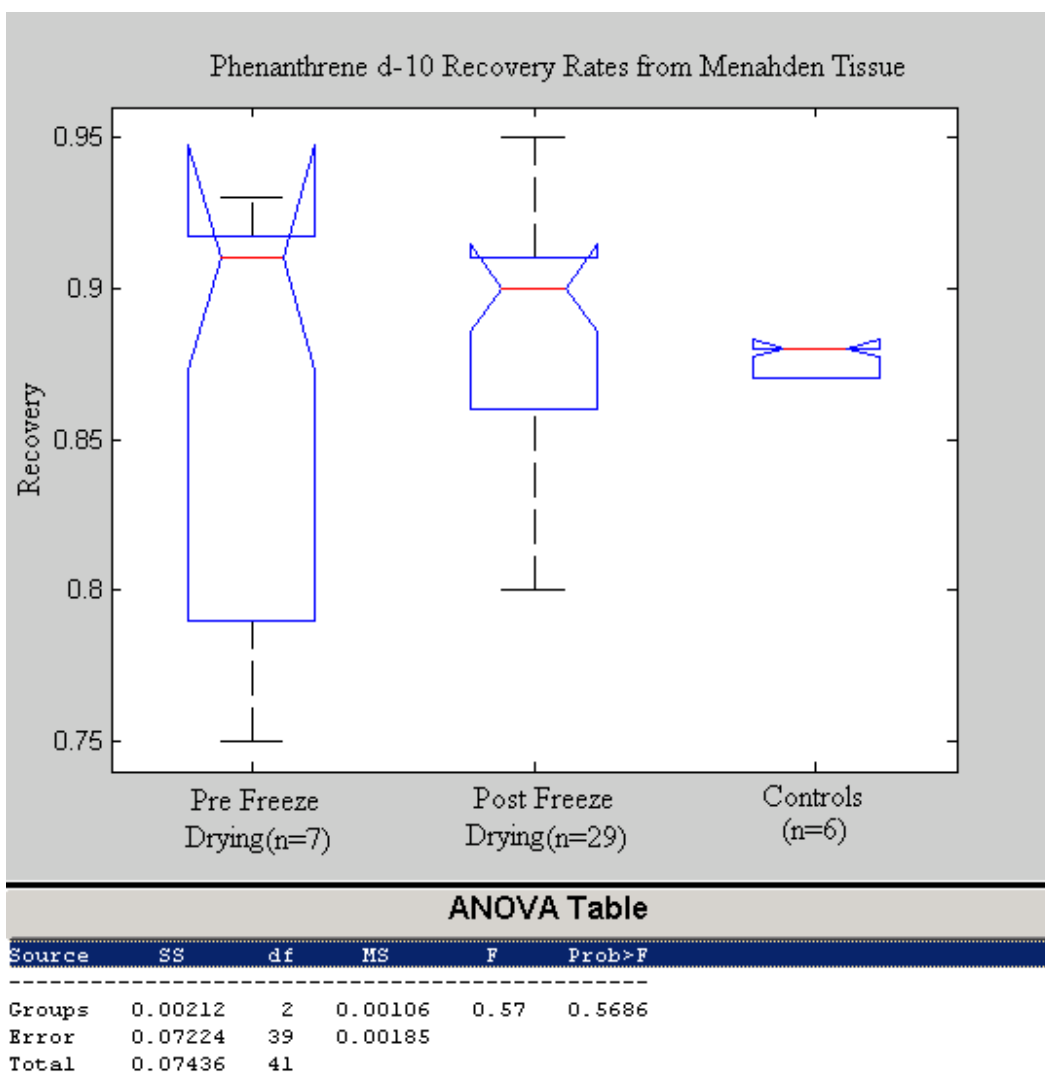 Phenanthrene d-10 Recovery Rates from Menahden Tissue
0.95
0.9
0.85
0.8
0.75
Recovery
Pre Freeze
Drying(n=7)
Post Freeze
Drying(n=29)
Controls
(n=6)
ANOVA Table
Source SS df MS F Prob>F
Groups 0.00212 2 0.00106 0.57 0.5686
Error 0.07224 39 0.00185
Total 0.07436 41